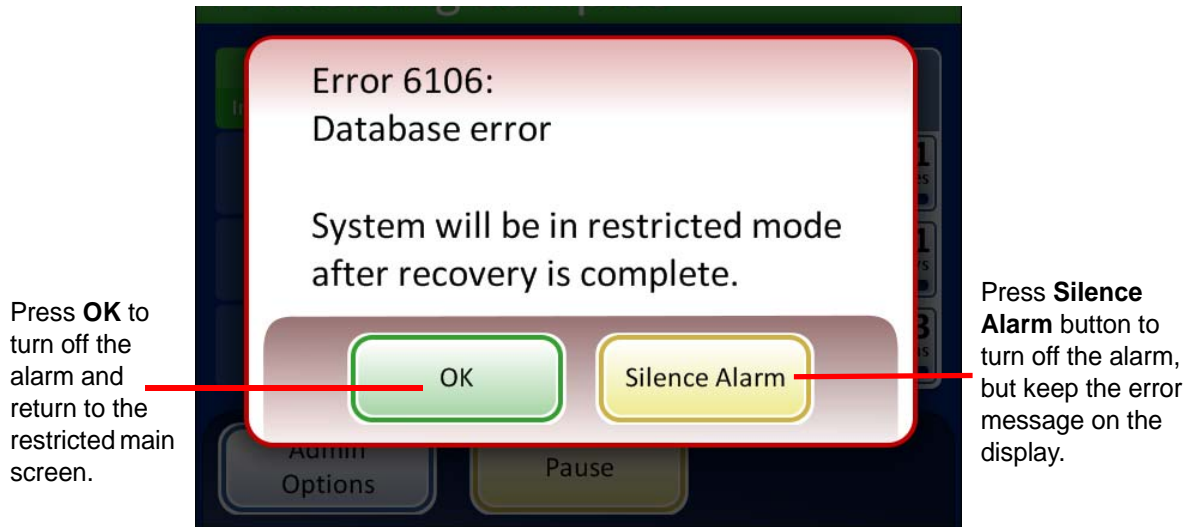 Error 6106:
Database error
System will be in restricted mode
after recovery is complete.
OK
Silence Alarm
Admin
Options
Pause
Press OK to
turn off the
alarm and
return to the
restricted main
screen.
Press Silence
Alarm button to
turn off the alarm,
but keep the error
message on the
display.